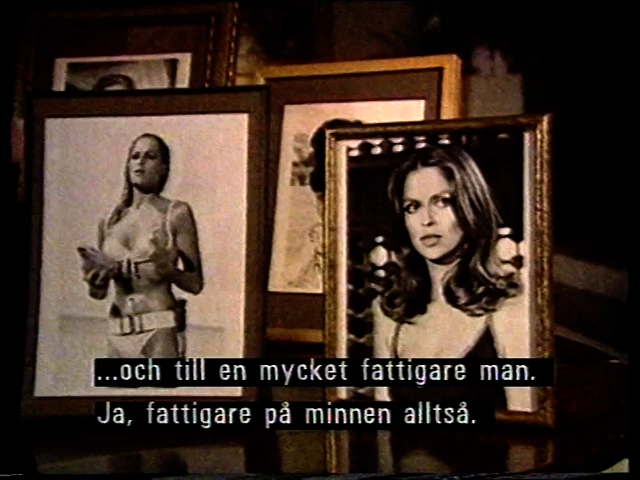 ...och till en mycket fattigare man.
Ja, fattigare på minnen alltså.